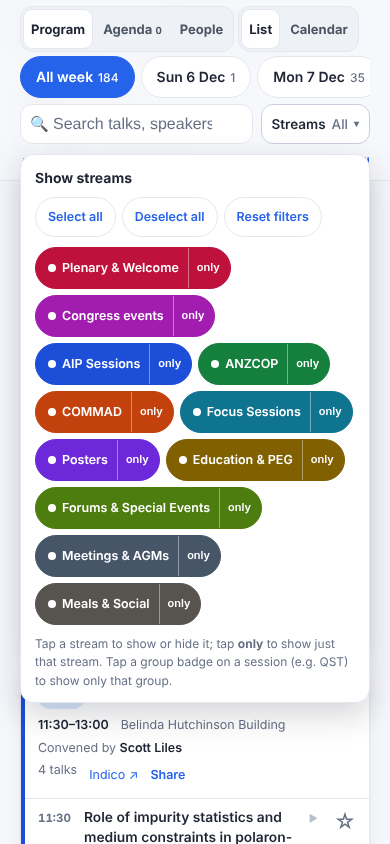 Program Agenda 0 People List Calendar
All week 184 Sun 6 Dec 1 Mon 7 Dec 35
Search talks, speakers Streams All
Show streams
Select all Deselect all Reset filters
Plenary & Welcome only
Congress events only
AIP Sessions only ANZCOP only
COMMAD only Focus Sessions only
Posters only Education & PEG only
Forums & Special Events only
Meetings & AGMs only
Meals & Social only
Tap a stream to show or hide it; tap only to show just
that stream. Tap a group badge on a session (e.g. QST)
to show only that group.
11:30–13:00 Belinda Hutchinson Building
Convened by Scott Liles
4 talks Indico ↗ Share
11:30 Role of impurity statistics and
medium constraints in polaron-